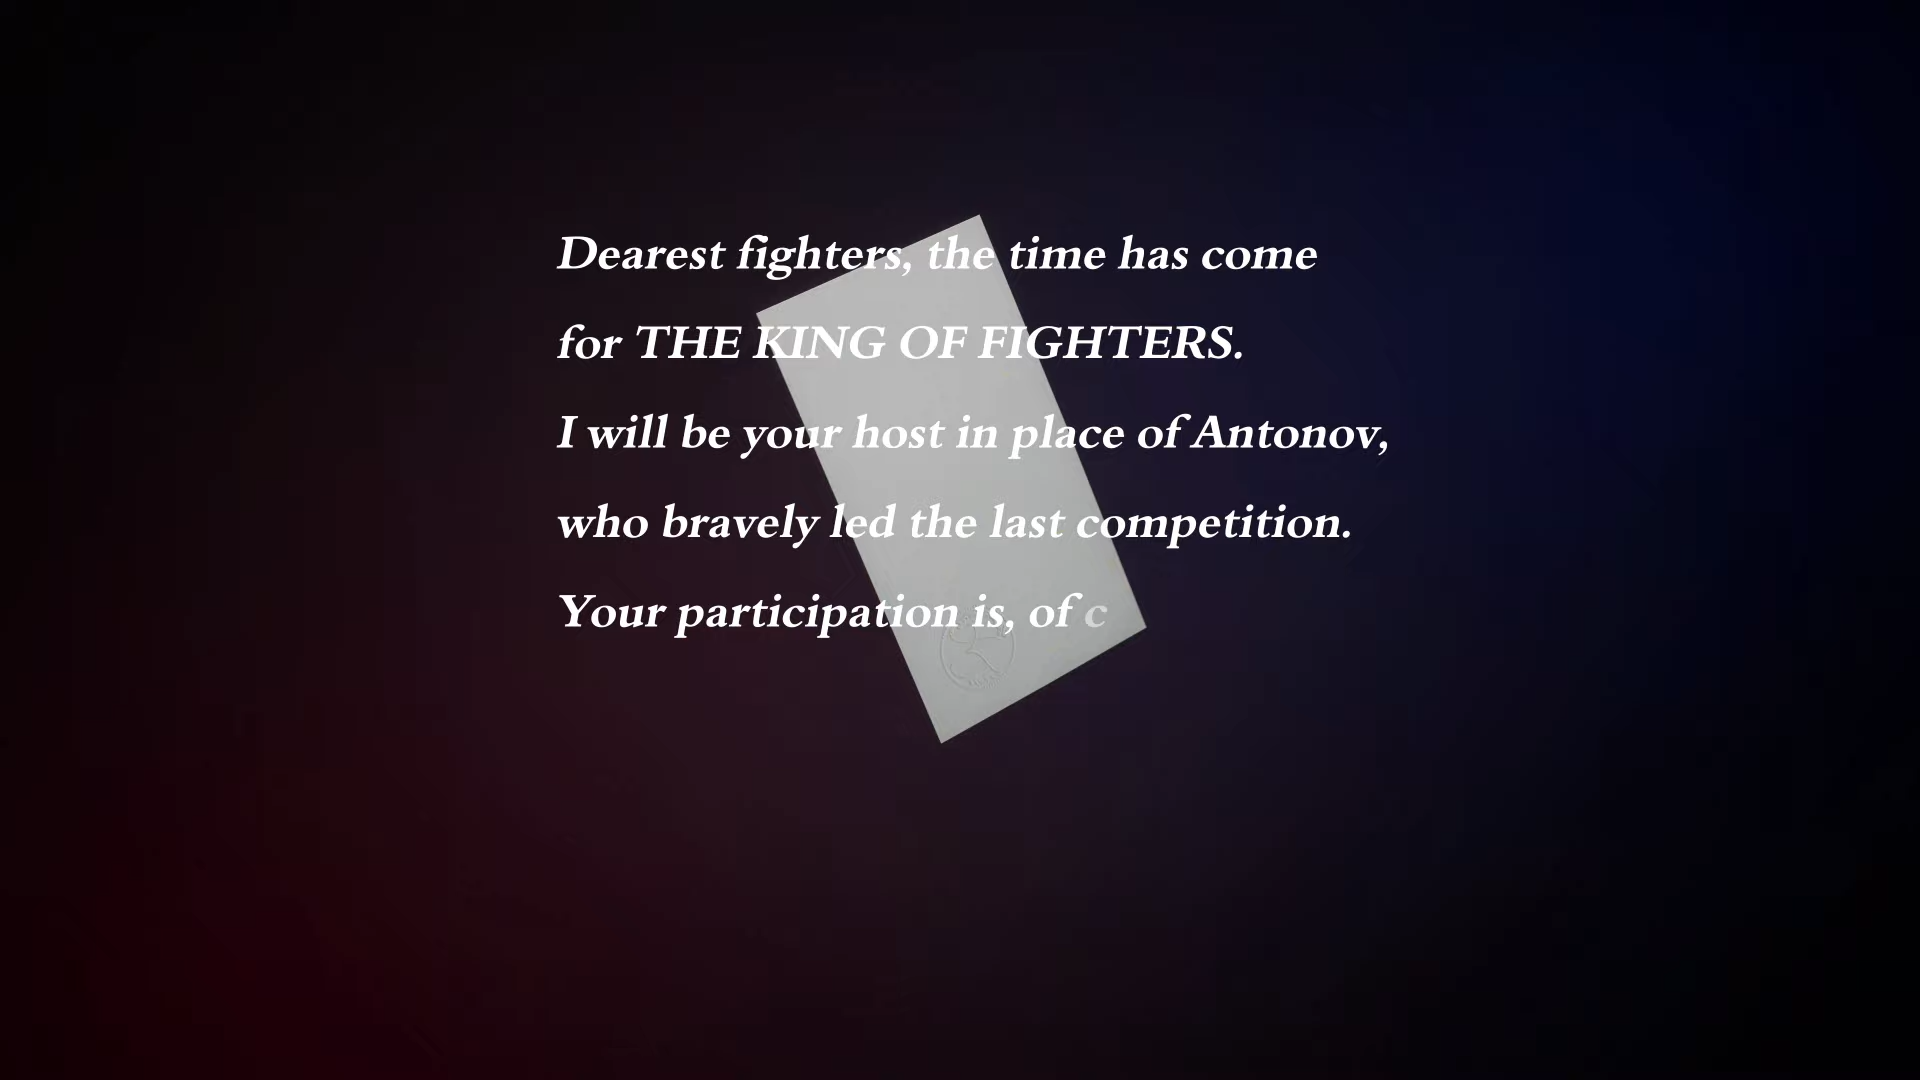 Dearest fighters, the time has come
for THE KING OF FIGHTERS.
I will be your host in place of Antonov,
who bravely led the last competition.
Your participation is, of c